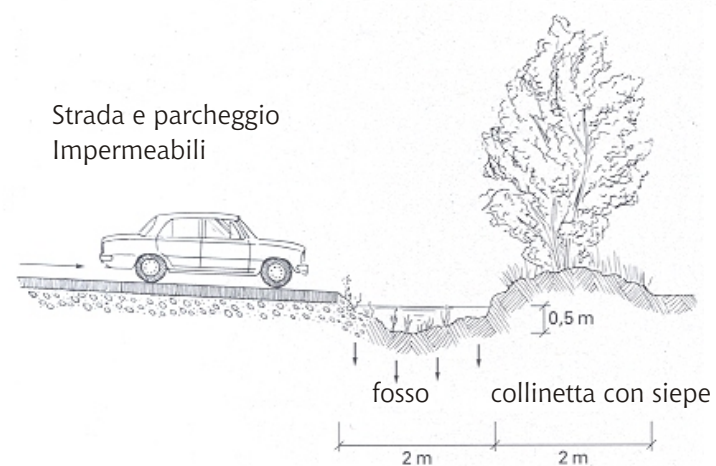 Strada e parcheggio
Impermeabili
0,5 m
fosso
collinetta con siepe
2 m
2 m